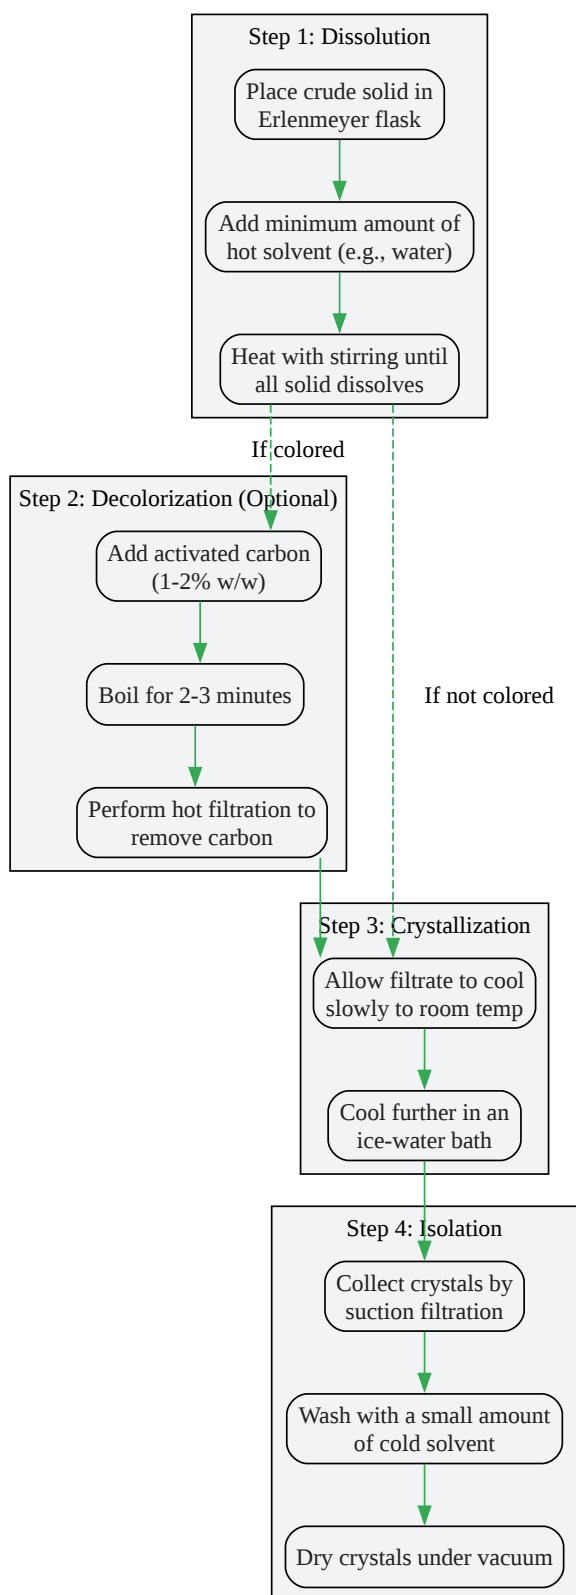 Step 1: Dissolution
Place crude solid in
Erlenmeyer flask
Add minimum amount of
hot solvent (e.g., water)
Heat with stirring until
all solid dissolves
If colored
Step 2: Decolorization (Optional)
Add activated carbon
(1-2% w/w)
Boil for 2-3 minutes
If not colored
Perform hot filtration to
remove carbon
Step 3: Crystallization
Allow filtrate to cool
slowly to room temp
Cool further in an
ice-water bath
Step 4: Isolation
Collect crystals by
suction filtration
Wash with a small amount
of cold solvent
Dry crystals under vacuum